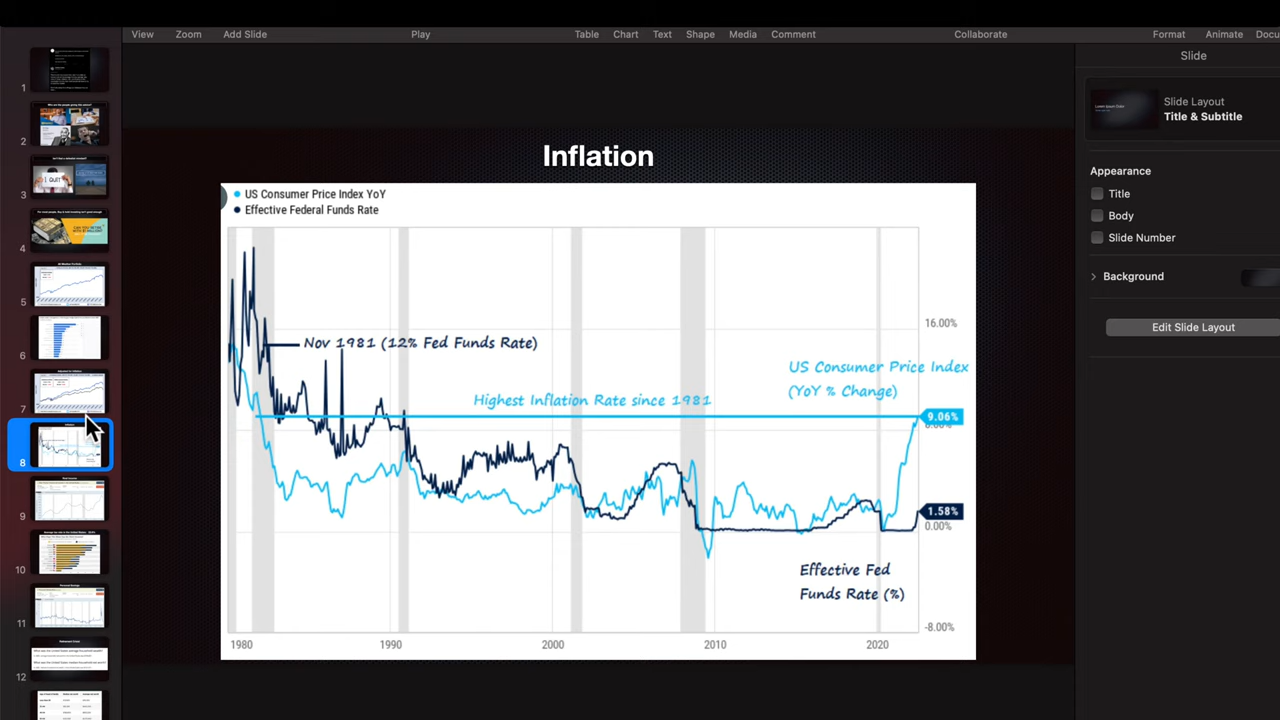 View Zoom Add Slide Play Table Chart Text Shape Media Comment Collaborate Format Animate Docu
Slide
Slide Layout
Title & Subtitle
Appearance
Title
Body
Slide Number
Background
Edit Slide Layout
1
2
3
I QUIT
4
5
6
7
8
9
10
11
12
Inflation
US Consumer Price Index YoY
Effective Federal Funds Rate
Nov 1981 (12% Fed Funds Rate)
Highest Inflation Rate since 1981
US Consumer Price Index
(YoY % Change)
16.00%
9.06%
8.00%
1.58%
0.00%
Effective Fed
Funds Rate (%)
-8.00%
1980 1990 2000 2010 2020